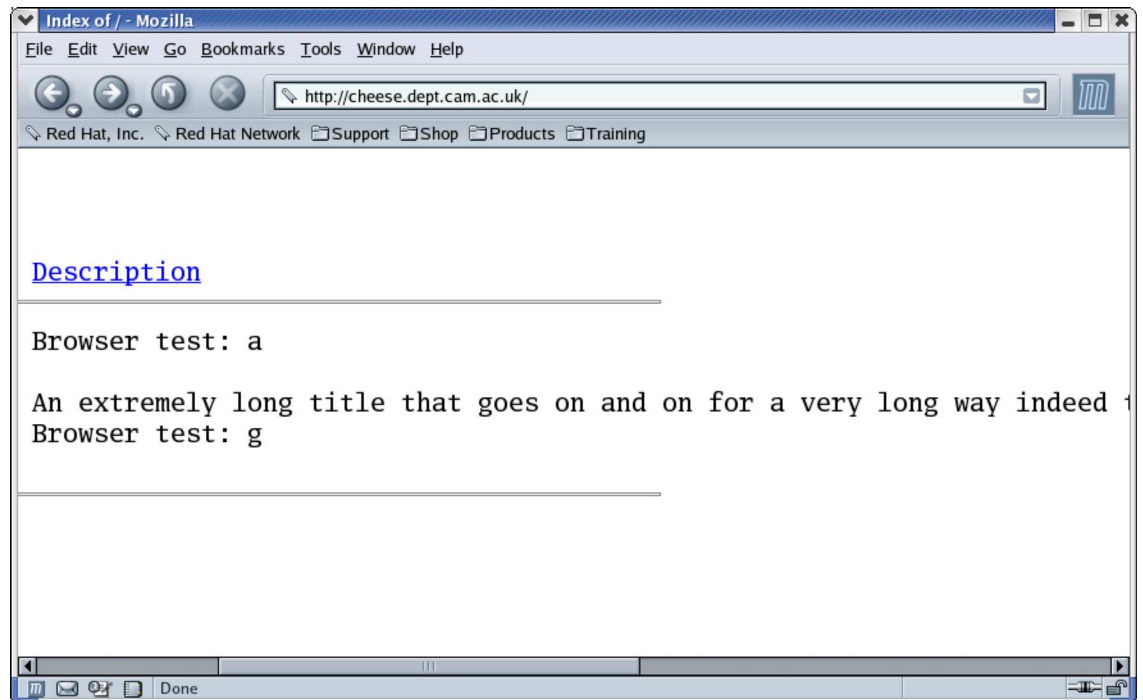 Index of / - Mozilla
File Edit View Go Bookmarks Tools Window Help
http://cheese.dept.cam.ac.uk/
Red Hat, Inc. Red Hat Network Support Shop Products Training
Description
Browser test: a
An extremely long title that goes on and on for a very long way indeed
Browser test: g
Done